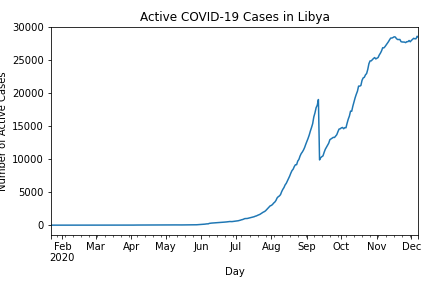 Active COVID-19 Cases in Libya
30000
25000
20000
15000
10000
5000
0
Number of Active Cases
Feb Mar Apr May Jun Jul Aug Sep Oct Nov Dec
2020
Day